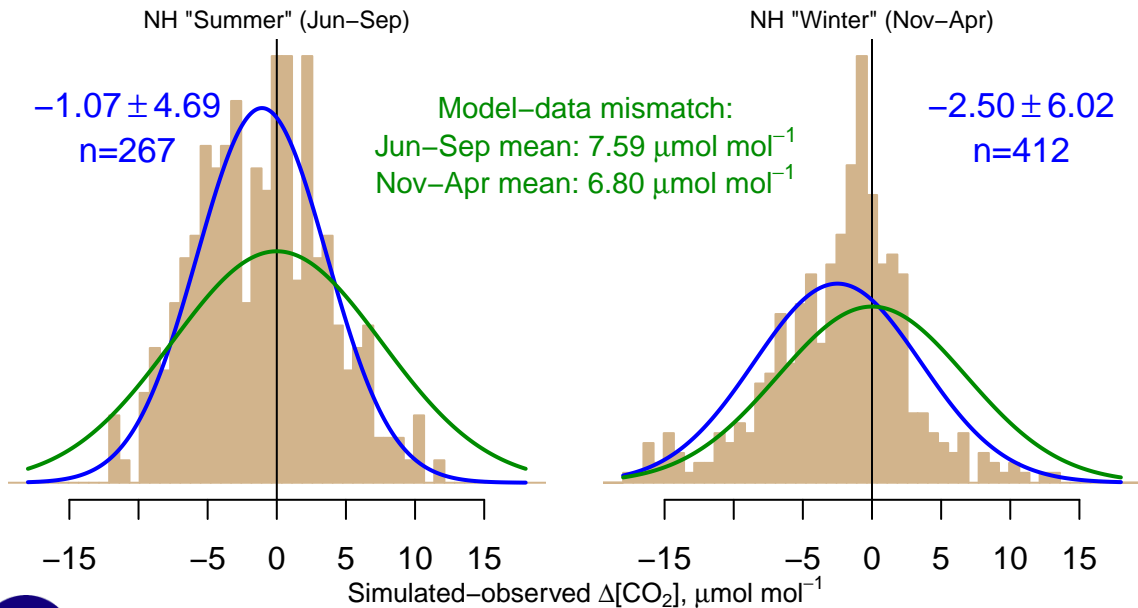 NH "Summer" (Jun−Sep)
NH "Winter" (Nov−Apr)
−1.07 ± 4.69
n=267
Model−data mismatch:
Jun−Sep mean: 7.59 μmol mol⁻¹
Nov−Apr mean: 6.80 μmol mol⁻¹
−2.50 ± 6.02
n=412
−15 −5 0 5 10 15
−15 −5 0 5 10 15
Simulated−observed Δ[CO₂], μmol mol⁻¹